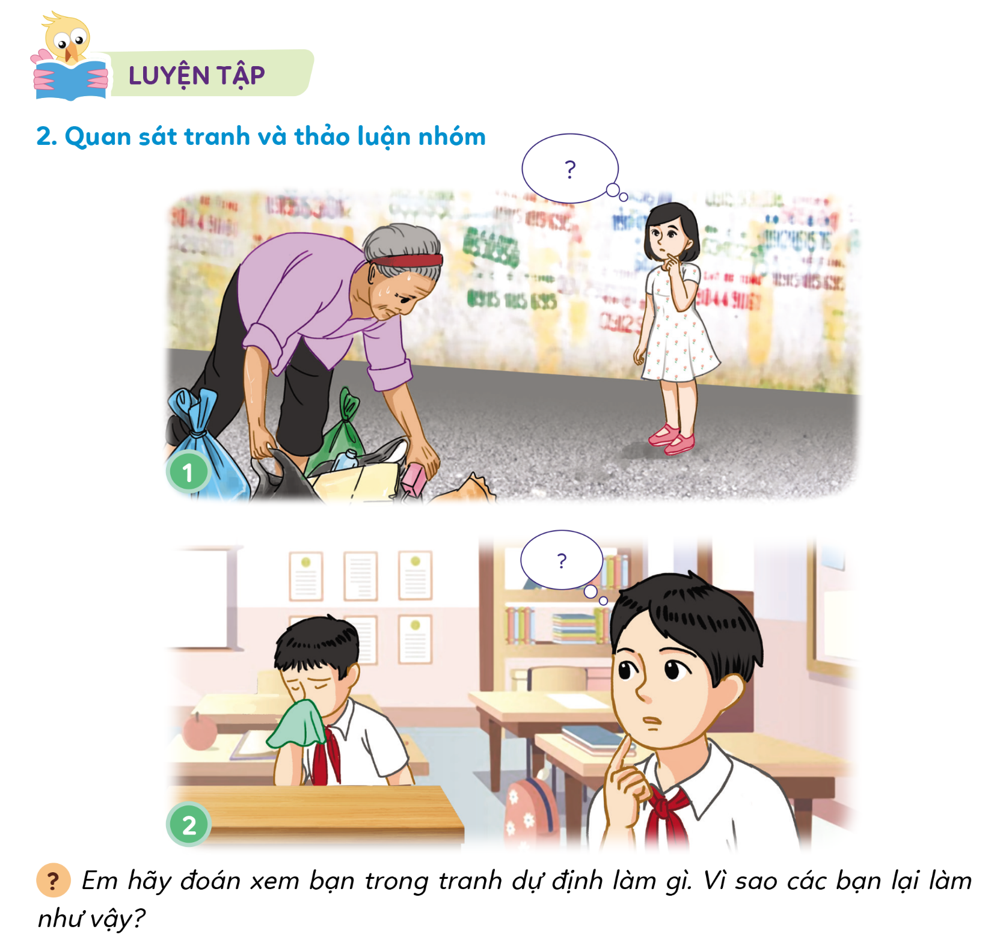 LUYỆN TẬP
2. Quan sát tranh và thảo luận nhóm
?
1
?
2
? Em hãy đoán xem bạn trong tranh dự định làm gì. Vì sao các bạn lại làm
như vậy?